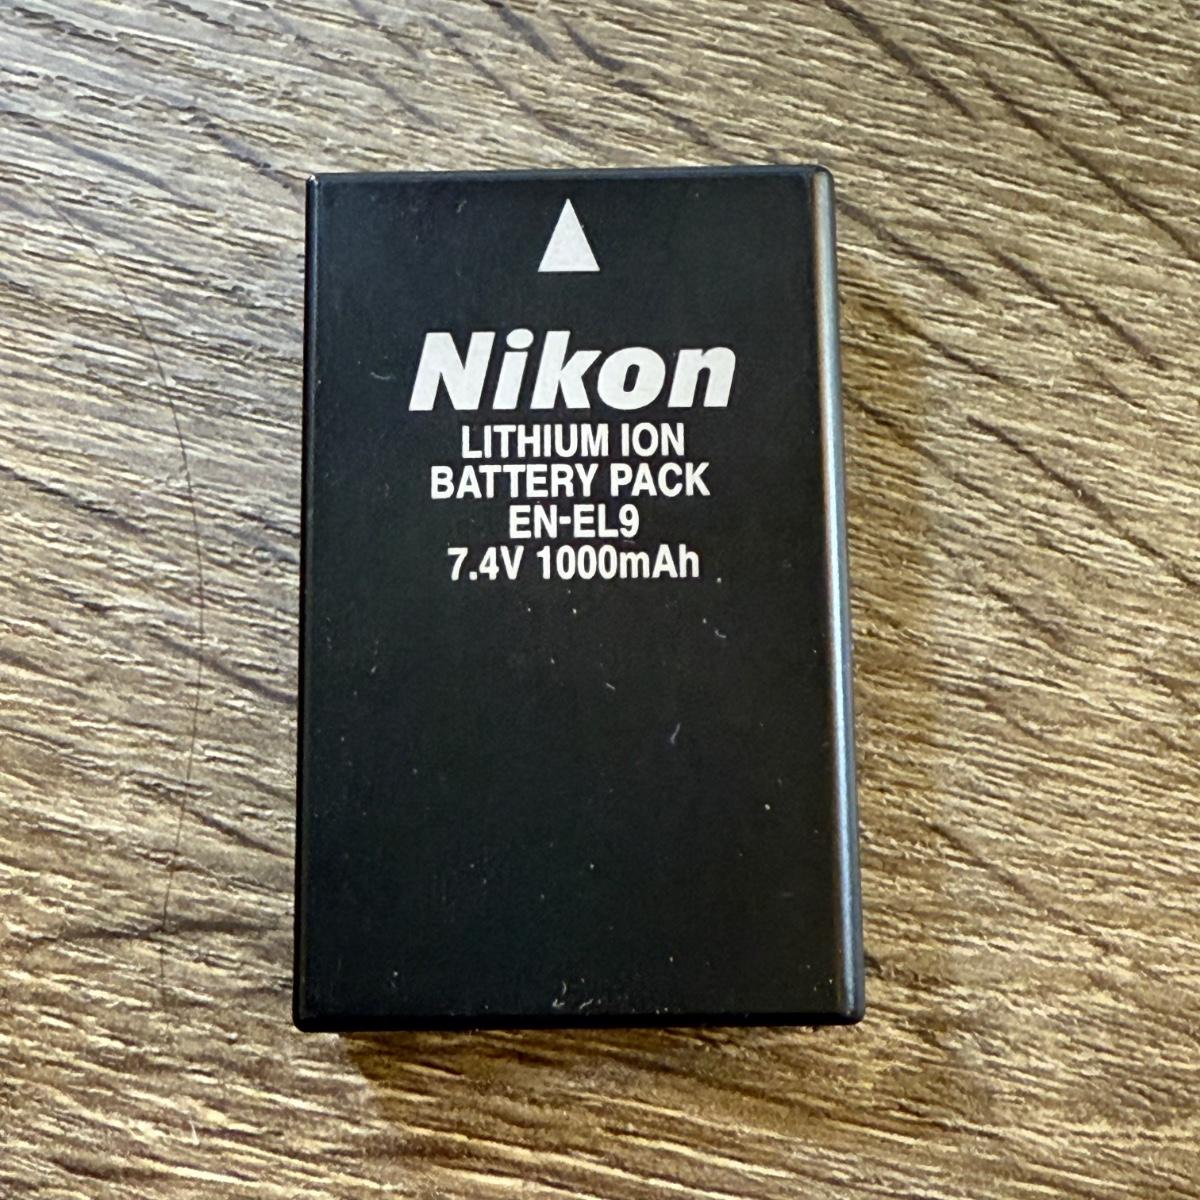 Nikon
LITHIUM ION
BATTERY PACK
EN-EL9
7.4V 1000mAh